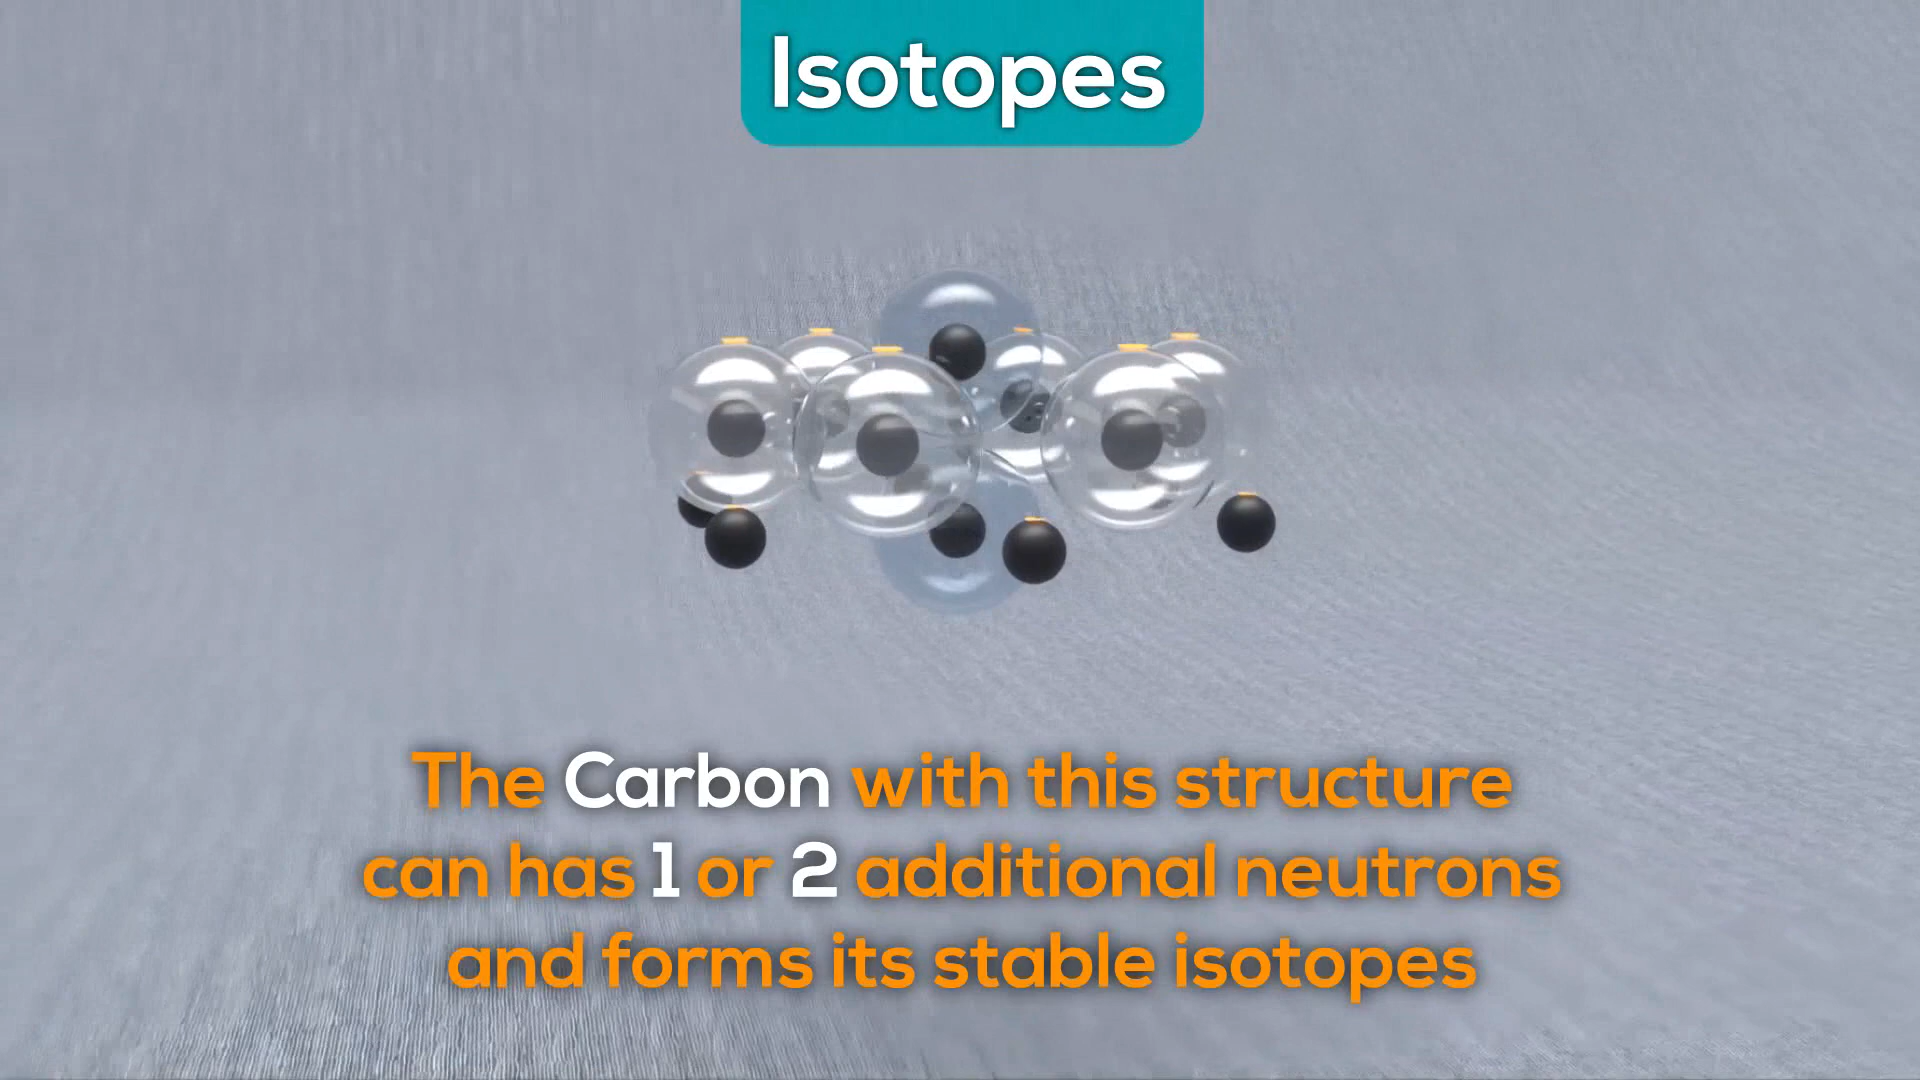 Isotopes
The Carbon with this structure
can has 1 or 2 additional neutrons
and forms its stable isotopes